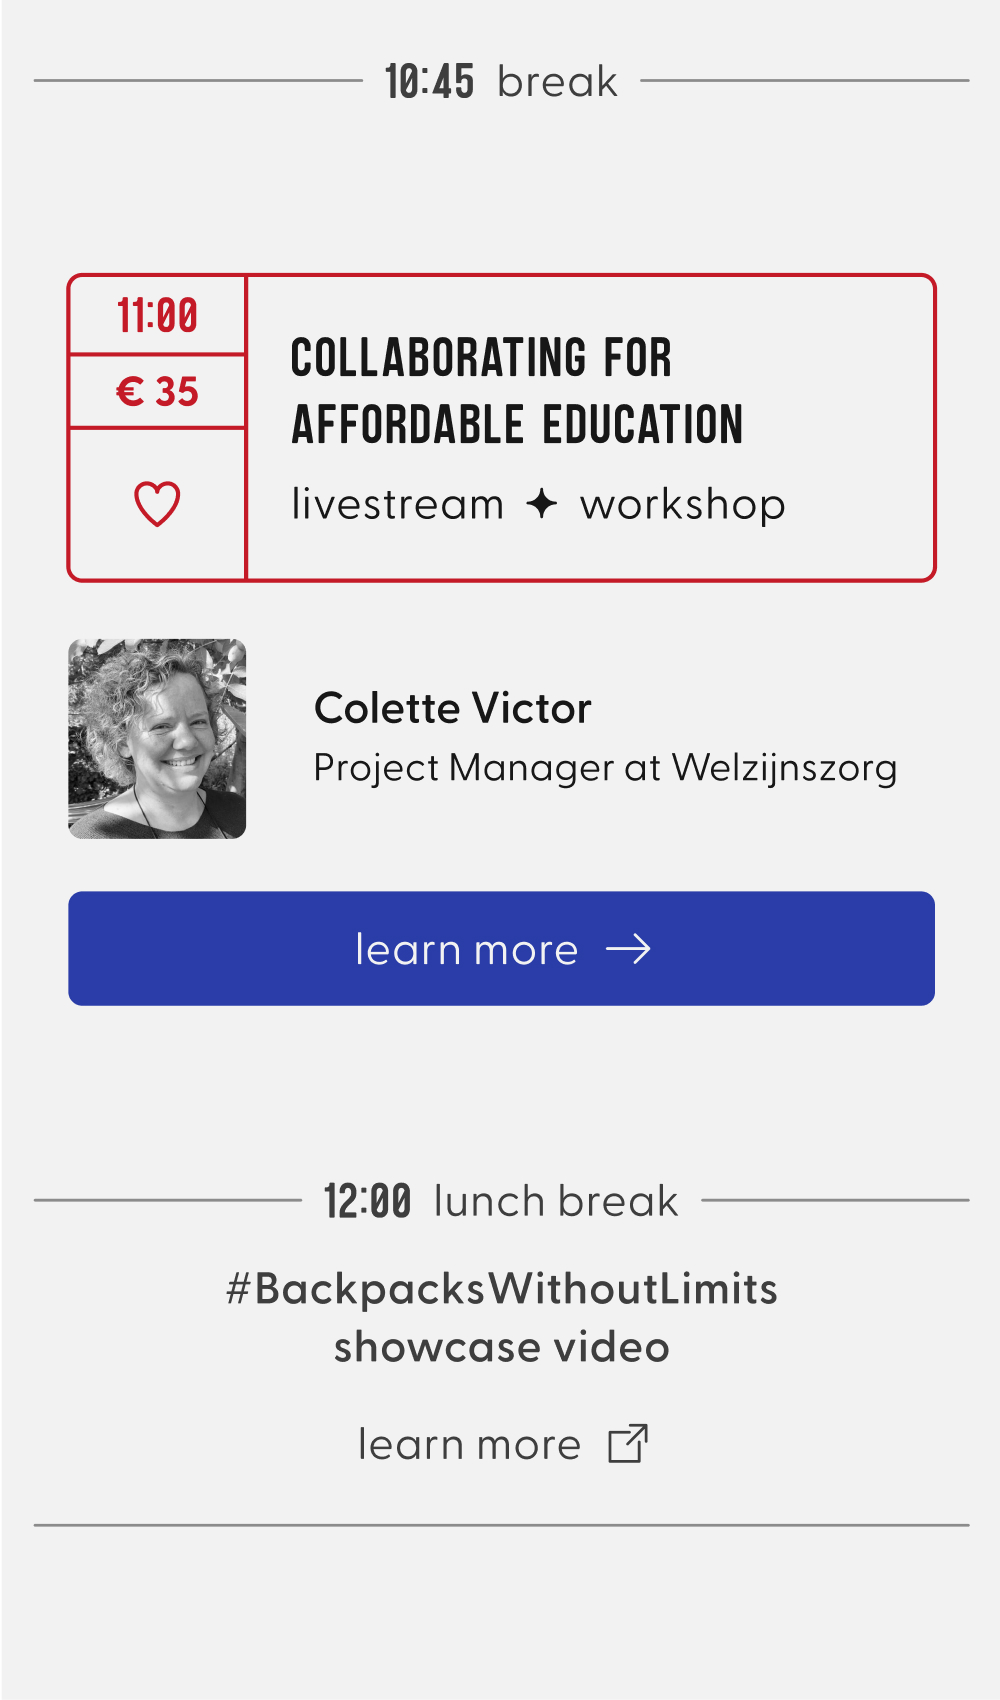 10:45 break
11:00
€ 35
COLLABORATING FOR
AFFORDABLE EDUCATION
livestream ✦ workshop
Colette Victor
Project Manager at Welzijnszorg
learn more →
12:00 lunch break
#BackpacksWithoutLimits
showcase video
learn more